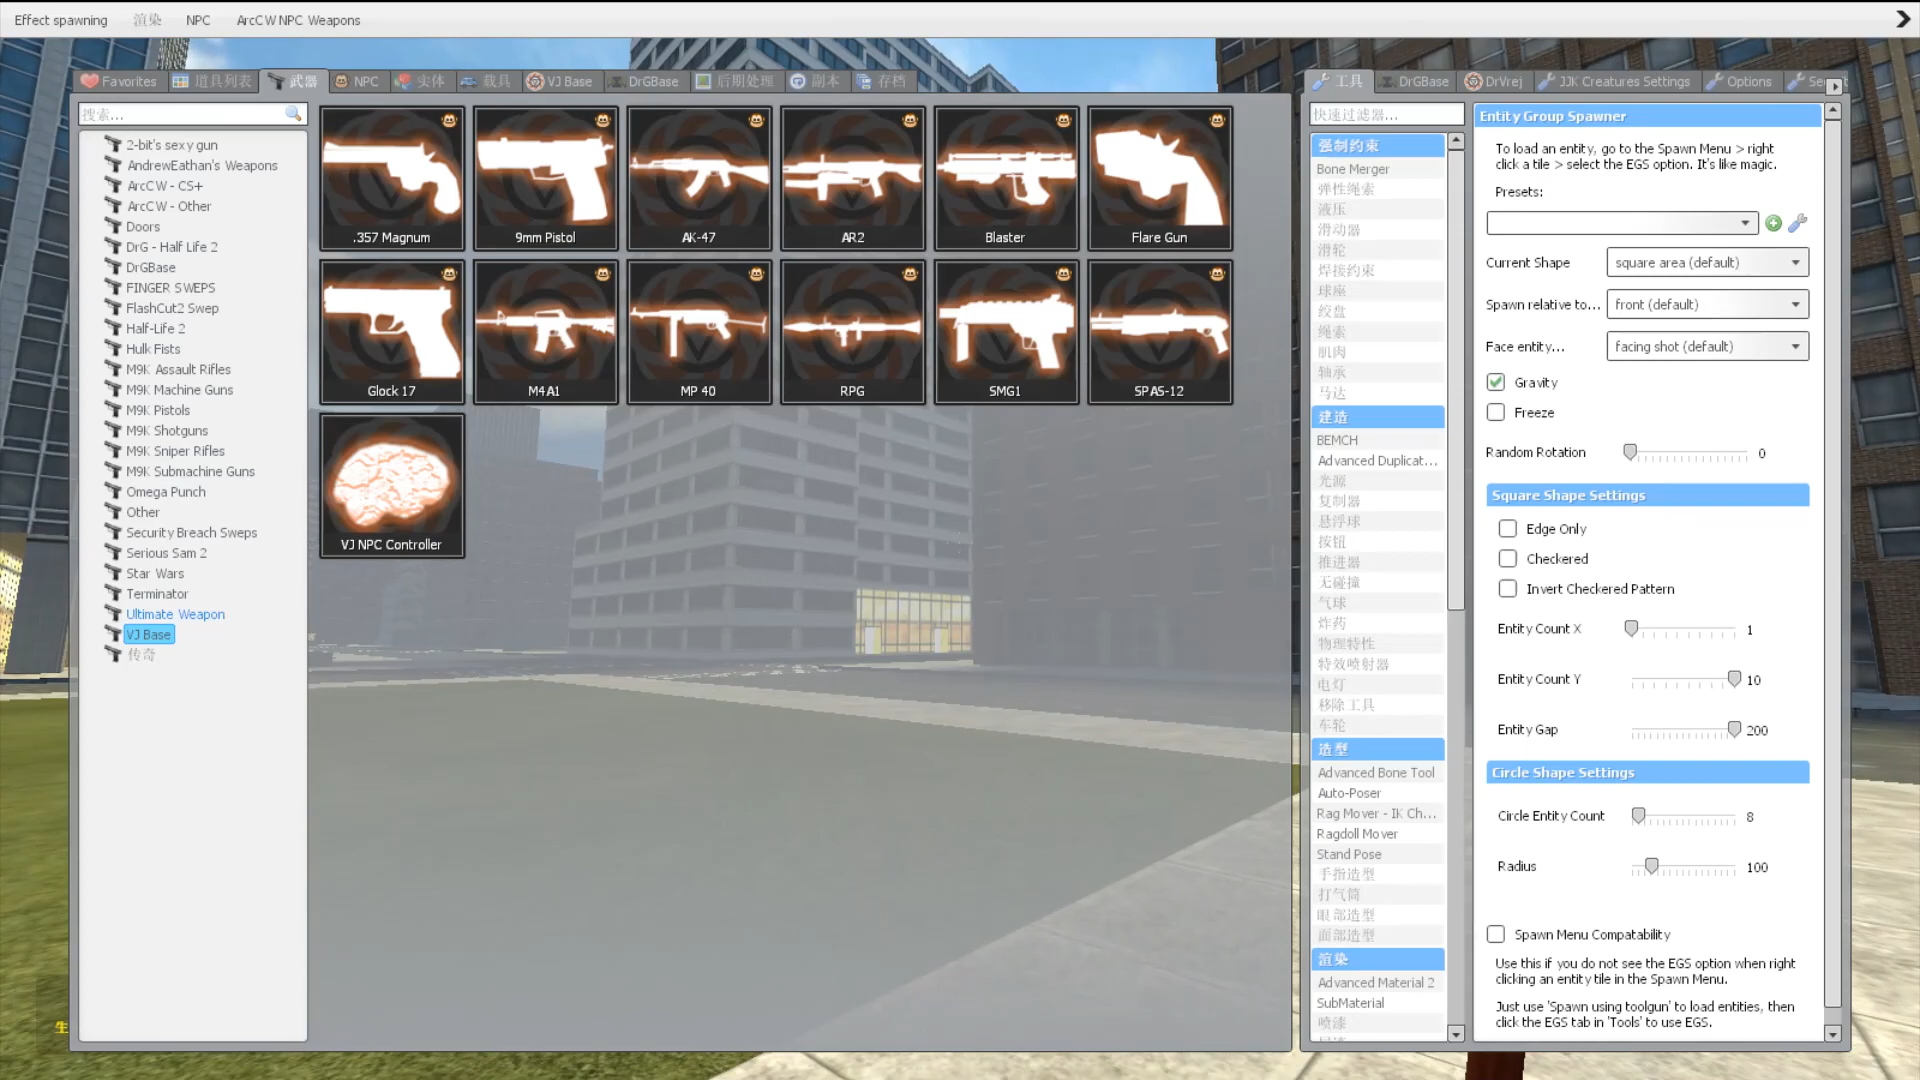 Effect spawning 渲染 NPC ArcCW NPC Weapons
Favorites 道具列表 武器 NPC 实体 载具 VJ Base DrGBase 后期处理 副本 存档
搜索...
2-bit's sexy gun
AndrewEathan's Weapons
ArcCW - CS+
ArcCW - Other
Doors
DrG - Half Life 2
DrGBase
FINGER SWEPS
FlashCut2 Swep
Half-Life 2
Hulk Fists
M9K Assault Rifles
M9K Machine Guns
M9K Pistols
M9K Shotguns
M9K Sniper Rifles
M9K Submachine Guns
Omega Punch
Other
Security Breach Sweps
Serious Sam 2
Star Wars
Terminator
Ultimate Weapon
VJ Base
传奇
.357 Magnum 9mm Pistol AK-47 AR2 Blaster Flare Gun
Glock 17 M4A1 MP 40 RPG SMG1 SPAS-12
VJ NPC Controller
生
工具 DrGBase DrVrej JJK Creatures Settings Options
快速过滤器...
强制约束
Bone Merger
弹性绳索
液压
滑动器
滑轮
焊接约束
球座
绞盘
绳索
肌肉
轴承
马达
建造
BEMCH
Advanced Duplicat...
光源
复制器
悬浮球
按钮
推进器
无碰撞
气球
炸药
物理特性
特效喷射器
电灯
移除工具
车轮
造型
Advanced Bone Tool
Auto-Poser
Rag Mover - IK Ch...
Ragdoll Mover
Stand Pose
手指造型
打气筒
眼部造型
面部造型
渲染
Advanced Material 2
SubMaterial
喷漆
Entity Group Spawner
To load an entity, go to the Spawn Menu > right
click a tile > select the EGS option. It's like magic.
Presets:
Current Shape square area (default)
Spawn relative to... front (default)
Face entity... facing shot (default)
Gravity
Freeze
Random Rotation 0
Square Shape Settings
Edge Only
Checkered
Invert Checkered Pattern
Entity Count X 1
Entity Count Y 10
Entity Gap 200
Circle Shape Settings
Circle Entity Count 8
Radius 100
Spawn Menu Compatability
Use this if you do not see the EGS option when right
clicking an entity tile in the Spawn Menu.
Just use 'Spawn using toolgun' to load entities, then
click the EGS tab in 'Tools' to use EGS.